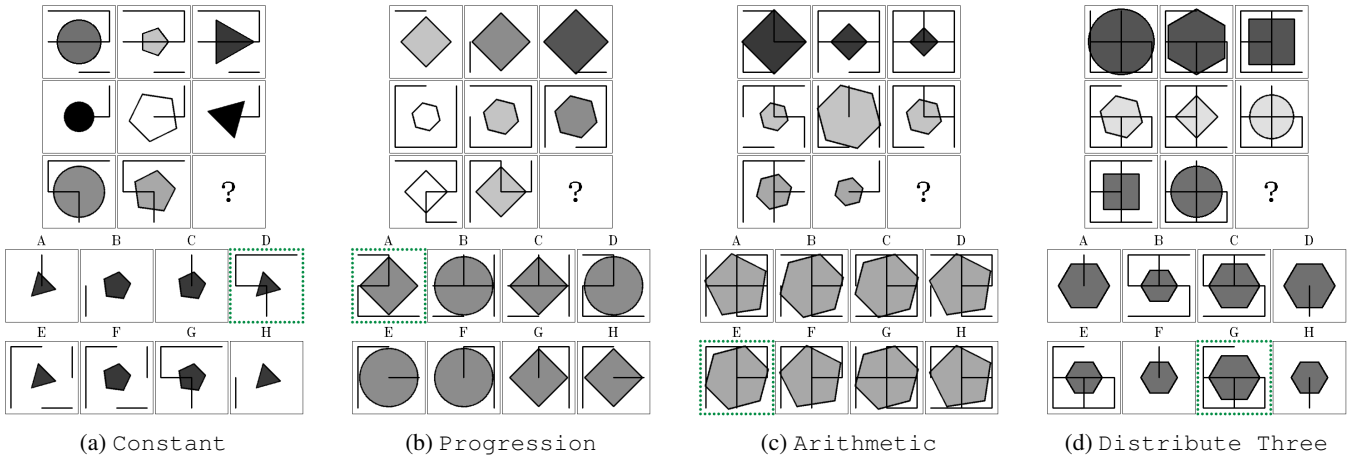 ? ? ? ?
A B C D A B C D A B C D A B C D
E F G H E F G H E F G H E F G H
(a) Constant (b) Progression (c) Arithmetic (d) Distribute Three